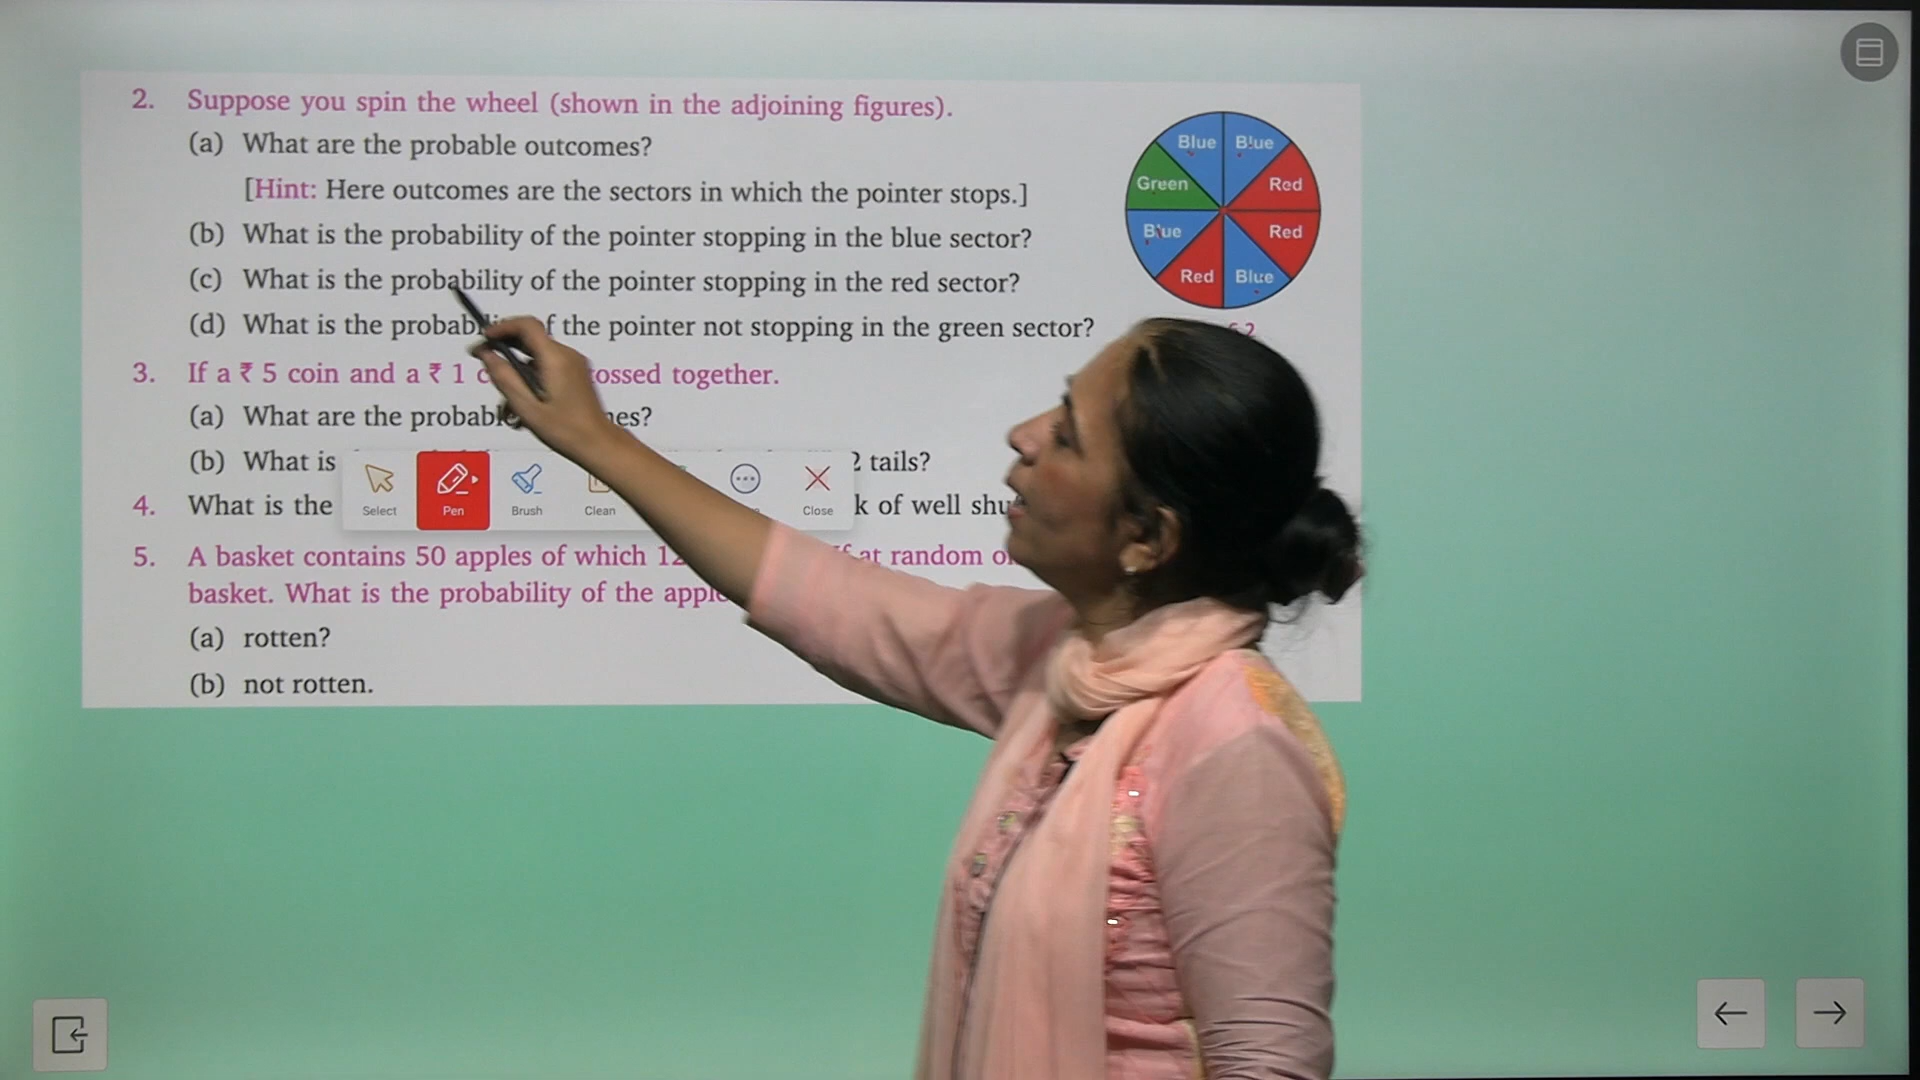 2. Suppose you spin the wheel (shown in the adjoining figures).
(a) What are the probable outcomes?
[Hint: Here outcomes are the sectors in which the pointer stops.]
(b) What is the probability of the pointer stopping in the blue sector?
(c) What is the probability of the pointer stopping in the red sector?
(d) What is the of the pointer not stopping in the green sector?
Blue Blue
Green Red
Blue Red
Red Blue
3. If a ₹ 5 coin and a ₹ 1 tossed together.
(a) What are the
(b) What is 2 tails?
4. What is the of well
5. A basket contains 50 apples of which at random
basket. What is the probability of the
(a) rotten?
(b) not rotten.
Select Pen Brush Clean Close